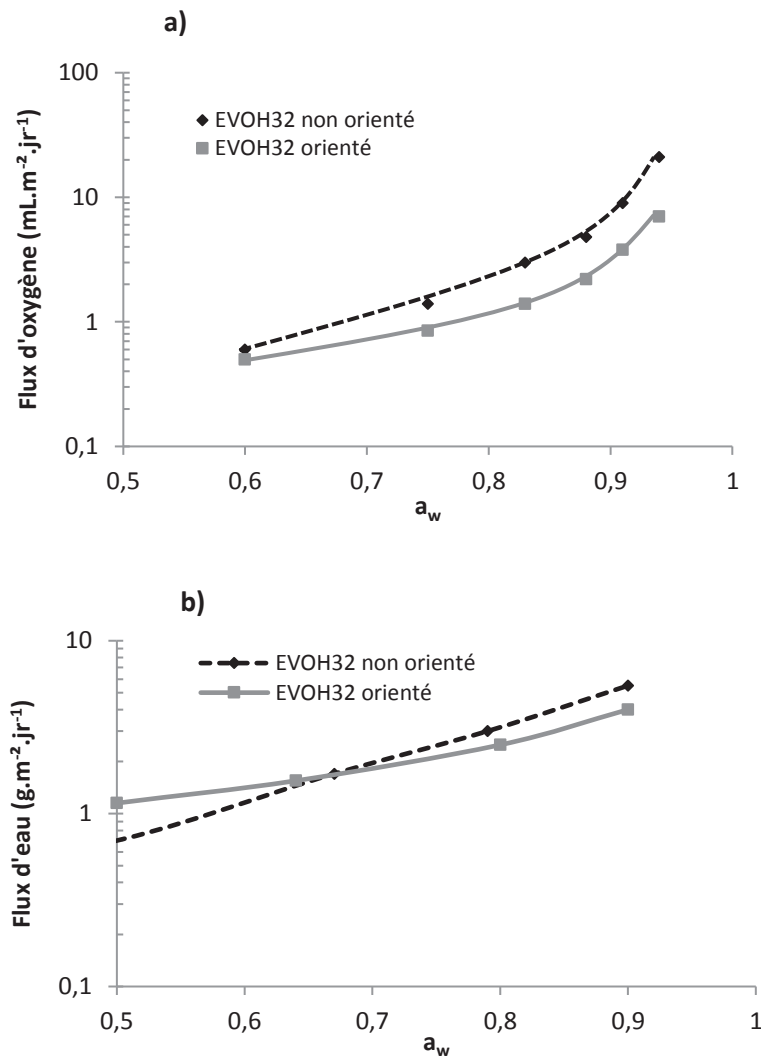 a)
Flux d'oxygène (mL.m⁻².jr⁻¹)
100
10
1
0,1
EVOH32 non orienté
EVOH32 orienté
0,5 0,6 0,7 0,8 0,9 1
a_w
b)
Flux d'eau (g.m⁻².jr⁻¹)
10
1
0,1
EVOH32 non orienté
EVOH32 orienté
0,5 0,6 0,7 0,8 0,9 1
a_w